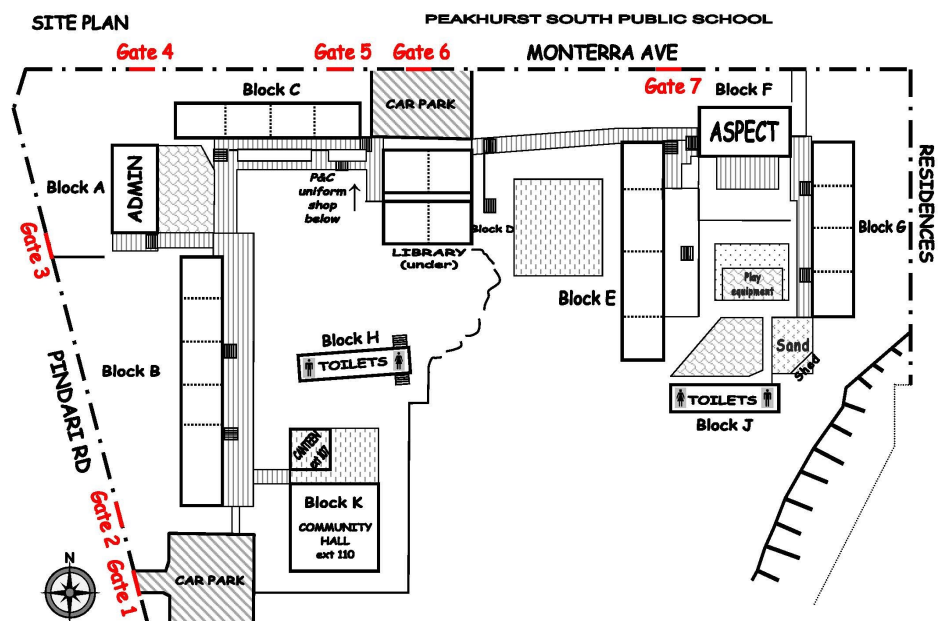 SITE PLAN
PEAKHURST SOUTH PUBLIC SCHOOL
Gate 4
Gate 5
Gate 6
MONTERRA AVE
Gate 7
Block C
CAR PARK
Block F
ASPECT
RESIDENCES
Block A
ADMIN
P&C
uniform
shop
below
Block D
Block G
LIBRARY
(under)
Gate 3
Play
equipment
Block E
Block H
TOILETS
Sand
Shed
Block B
PINDARI RD
TOILETS
Block J
CANTEEN
ext 107
Block K
COMMUNITY
HALL
ext 110
Gate 2
Gate 1
CAR PARK
N